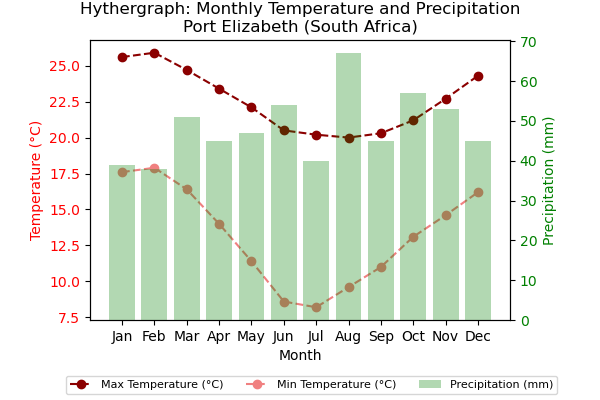 Hythergraph: Monthly Temperature and Precipitation
Port Elizabeth (South Africa)
Temperature (°C)
25.0
22.5
20.0
17.5
15.0
12.5
10.0
7.5
70
60
50
40
30
20
10
0
Precipitation (mm)
Jan Feb Mar Apr May Jun Jul Aug Sep Oct Nov Dec
Month
Max Temperature (°C) Min Temperature (°C) Precipitation (mm)